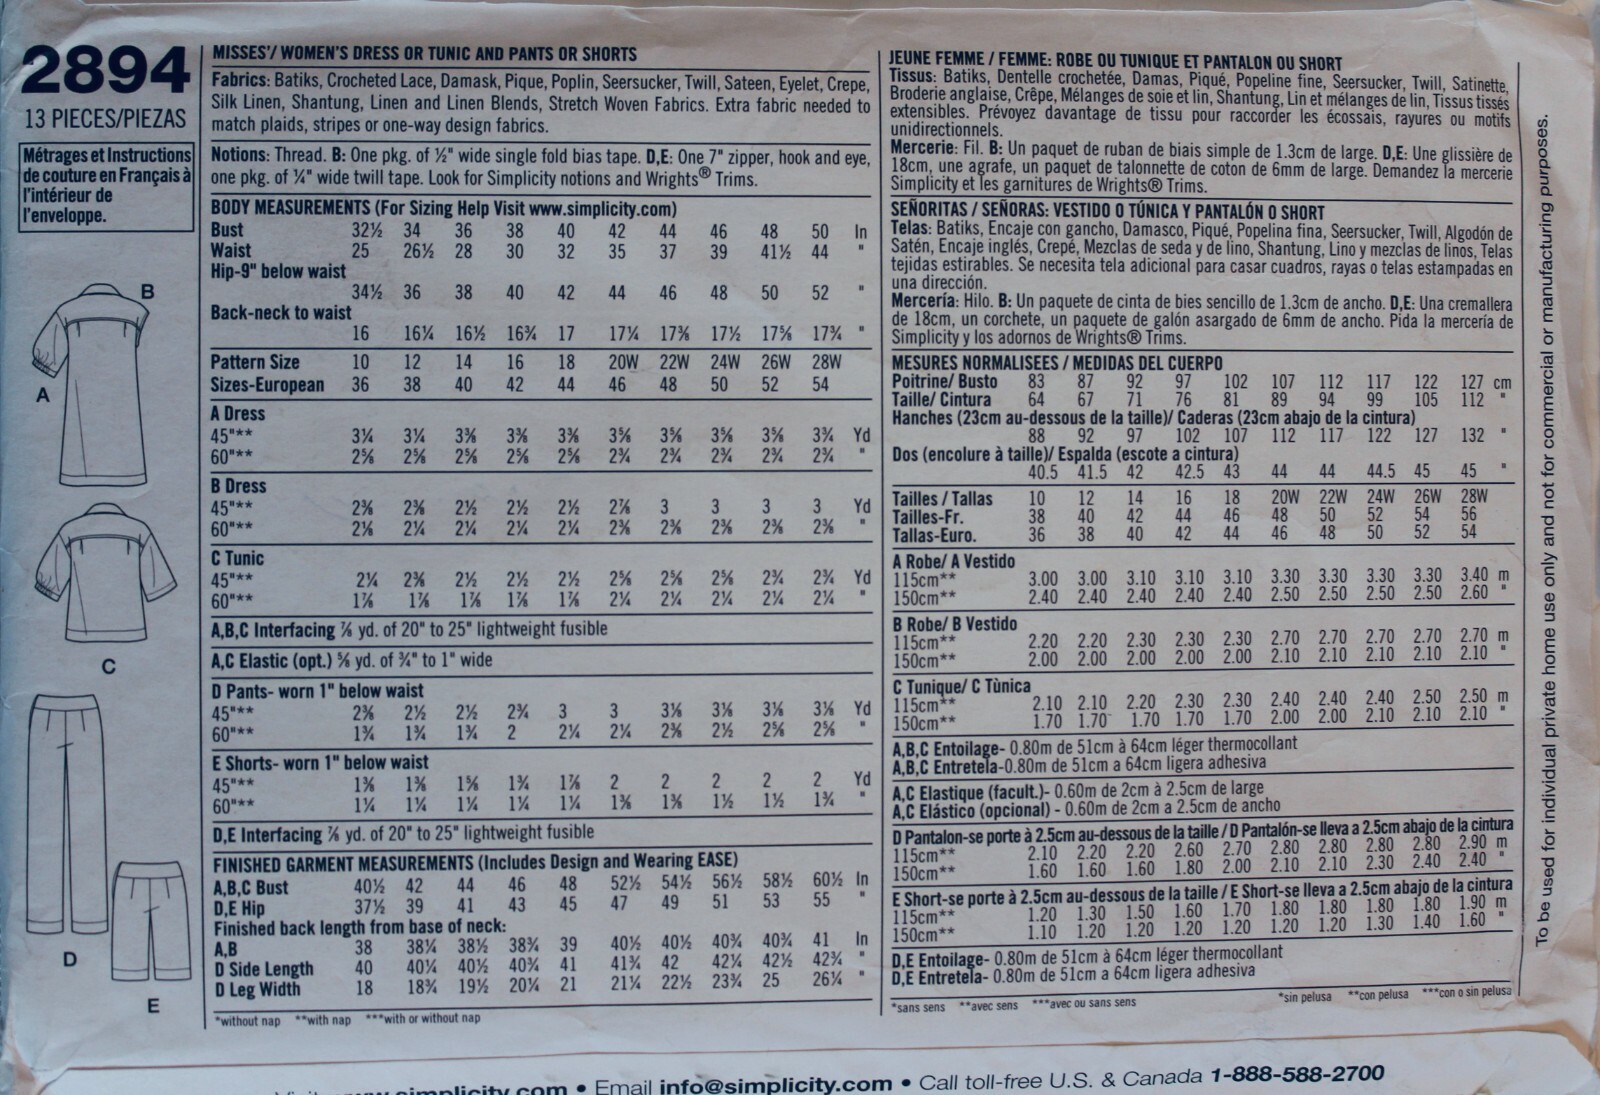 2894
13 PIECES/PIEZAS
Métrages et Instructions
de couture en Français à
l'intérieur de
l'enveloppe.
B
A
C
D
E
MISSES'/ WOMEN'S DRESS OR TUNIC AND PANTS OR SHORTS
Fabrics: Batiks, Crocheted Lace, Damask, Pique, Poplin, Seersucker, Twill, Sateen, Eyelet, Crepe,
Silk Linen, Shantung, Linen and Linen Blends, Stretch Woven Fabrics. Extra fabric needed to
match plaids, stripes or one-way design fabrics.
Notions: Thread. B: One pkg. of ½" wide single fold bias tape. D,E: One 7" zipper, hook and eye,
one pkg. of ¼" wide twill tape. Look for Simplicity notions and Wrights® Trims.
BODY MEASUREMENTS (For Sizing Help Visit www.simplicity.com)
Bust 32½ 34 36 38 40 42 44 46 48 50 In
Waist 25 26½ 28 30 32 35 37 39 41½ 44 "
Hip-9" below waist
34½ 36 38 40 42 44 46 48 50 52 "
Back-neck to waist
16 16¼ 16½ 16¾ 17 17¼ 17⅜ 17½ 17⅝ 17¾ "
Pattern Size 10 12 14 16 18 20W 22W 24W 26W 28W
Sizes-European 36 38 40 42 44 46 48 50 52 54
A Dress
45"** 3¼ 3¼ 3⅜ 3⅜ 3⅜ 3⅝ 3⅝ 3⅝ 3⅝ 3¾ Yd
60"** 2⅝ 2⅝ 2⅝ 2⅝ 2⅝ 2¾ 2¾ 2¾ 2¾ 2¾ "
B Dress
45"** 2⅜ 2⅜ 2½ 2½ 2½ 2⅞ 3 3 3 3 Yd
60"** 2⅛ 2¼ 2¼ 2¼ 2¼ 2⅜ 2⅜ 2⅜ 2⅜ 2⅜ "
C Tunic
45"** 2¼ 2⅜ 2½ 2½ 2½ 2⅝ 2⅝ 2⅝ 2¾ 2¾ Yd
60"** 1⅞ 1⅞ 1⅞ 1⅞ 1⅞ 2¼ 2¼ 2¼ 2¼ 2¼ "
A,B,C Interfacing ⅞ yd. of 20" to 25" lightweight fusible
A,C Elastic (opt.) ⅝ yd. of ¾" to 1" wide
D Pants- worn 1" below waist
45"** 2⅜ 2½ 2½ 2¾ 3 3 3⅛ 3⅛ 3⅛ 3⅛ Yd
60"** 1¾ 1¾ 1¾ 2 2¼ 2¼ 2⅜ 2½ 2⅝ 2⅝ "
E Shorts- worn 1" below waist
45"** 1⅜ 1⅜ 1⅝ 1¾ 1⅞ 2 2 2 2 2 Yd
60"** 1¼ 1¼ 1¼ 1¼ 1¼ 1⅜ 1⅜ 1½ 1½ 1¾ "
D,E Interfacing ⅞ yd. of 20" to 25" lightweight fusible
FINISHED GARMENT MEASUREMENTS (Includes Design and Wearing EASE)
A,B,C Bust 40½ 42 44 46 48 52½ 54½ 56½ 58½ 60½ In
D,E Hip 37½ 39 41 43 45 47 49 51 53 55 "
Finished back length from base of neck:
A,B 38 38¼ 38½ 38¾ 39 40½ 40½ 40¾ 40¾ 41 In
D Side Length 40 40¼ 40½ 40¾ 41 41¾ 42 42¼ 42½ 42¾ "
D Leg Width 18 18¾ 19½ 20¼ 21 21¼ 22½ 23¾ 25 26¼ "
*without nap **with nap ***with or without nap
JEUNE FEMME / FEMME: ROBE OU TUNIQUE ET PANTALON OU SHORT
Tissus: Batiks, Dentelle crochetée, Damas, Piqué, Popeline fine, Seersucker, Twill, Satinette,
Broderie anglaise, Crêpe, Mélanges de soie et lin, Shantung, Lin et mélanges de lin, Tissus tissés
extensibles. Prévoyez davantage de tissu pour raccorder les écossais, rayures ou motifs
unidirectionnels.
Mercerie: Fil. B: Un paquet de ruban de biais simple de 1.3cm de large. D,E: Une glissière de
18cm, une agrafe, un paquet de talonnette de coton de 6mm de large. Demandez la mercerie
Simplicity et les garnitures de Wrights® Trims.
SEÑORITAS / SEÑORAS: VESTIDO O TÚNICA Y PANTALÓN O SHORT
Telas: Batiks, Encaje con gancho, Damasco, Piqué, Popelina fina, Seersucker, Twill, Algodón de
Satén, Encaje inglés, Crepé, Mezclas de seda y de lino, Shantung, Lino y mezclas de linos, Telas
tejidas estirables. Se necesita tela adicional para casar cuadros, rayas o telas estampadas en
una dirección.
Mercería: Hilo. B: Un paquete de cinta de bies sencillo de 1.3cm de ancho. D,E: Una cremallera
de 18cm, un corchete, un paquete de galón asargado de 6mm de ancho. Pida la mercería de
Simplicity y los adornos de Wrights® Trims.
MESURES NORMALISEES / MEDIDAS DEL CUERPO
Poitrine/ Busto 83 87 92 97 102 107 112 117 122 127 cm
Taille/ Cintura 64 67 71 76 81 89 94 99 105 112 "
Hanches (23cm au-dessous de la taille)/ Caderas (23cm abajo de la cintura)
88 92 97 102 107 112 117 122 127 132 "
Dos (encolure à taille)/ Espalda (escote a cintura)
40.5 41.5 42 42.5 43 44 44 44.5 45 45 "
Tailles / Tallas 10 12 14 16 18 20W 22W 24W 26W 28W
Tailles-Fr. 38 40 42 44 46 48 50 52 54 56
Tallas-Euro. 36 38 40 42 44 46 48 50 52 54
A Robe/ A Vestido
115cm** 3.00 3.00 3.10 3.10 3.10 3.30 3.30 3.30 3.30 3.40 m
150cm** 2.40 2.40 2.40 2.40 2.40 2.50 2.50 2.50 2.50 2.60 "
B Robe/ B Vestido
115cm** 2.20 2.20 2.30 2.30 2.30 2.70 2.70 2.70 2.70 2.70 m
150cm** 2.00 2.00 2.00 2.00 2.00 2.10 2.10 2.10 2.10 2.10 "
C Tunique/ C Tùnica
115cm** 2.10 2.10 2.20 2.30 2.30 2.40 2.40 2.40 2.50 2.50 m
150cm** 1.70 1.70 1.70 1.70 1.70 2.00 2.00 2.10 2.10 2.10 "
A,B,C Entoilage- 0.80m de 51cm à 64cm léger thermocollant
A,B,C Entretela-0.80m de 51cm a 64cm ligera adhesiva
A,C Elastique (facult.)- 0.60m de 2cm à 2.5cm de large
A,C Elástico (opcional) - 0.60m de 2cm a 2.5cm de ancho
D Pantalon-se porte à 2.5cm au-dessous de la taille / D Pantalón-se lleva a 2.5cm abajo de la cintura
115cm** 2.10 2.20 2.20 2.60 2.70 2.80 2.80 2.80 2.80 2.90 m
150cm** 1.60 1.60 1.60 1.80 2.00 2.10 2.10 2.30 2.40 2.40 "
E Short-se porte à 2.5cm au-dessous de la taille / E Short-se lleva a 2.5cm abajo de la cintura
115cm** 1.20 1.30 1.50 1.60 1.70 1.80 1.80 1.80 1.80 1.90 m
150cm** 1.10 1.20 1.20 1.20 1.20 1.20 1.20 1.30 1.40 1.60 "
D,E Entoilage- 0.80m de 51cm à 64cm léger thermocollant
D,E Entretela- 0.80m de 51cm a 64cm ligera adhesiva
*sans sens **avec sens ***avec ou sans sens *sin pelusa **con pelusa ***con o sin pelusa
To be used for individual private home use only and not for commercial or manufacturing purposes.
www.simplicity.com • Email info@simplicity.com • Call toll-free U.S. & Canada 1-888-588-2700